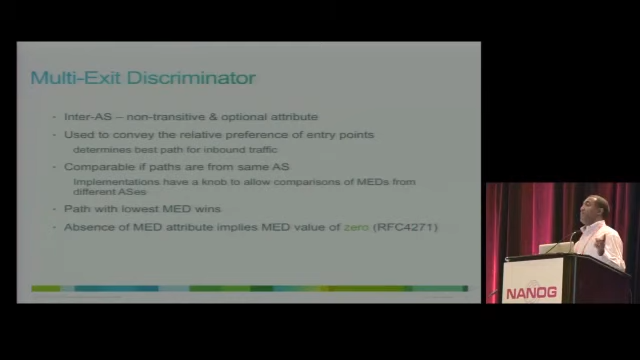 Multi-Exit Discriminator
· Inter-AS – non-transitive & optional attribute
· Used to convey the relative preference of entry points
determines best path for inbound traffic
· Comparable if paths are from same AS
Implementations have a knob to allow comparisons of MEDs from
different ASes
· Path with lowest MED wins
· Absence of MED attribute implies MED value of zero (RFC4271)
NANOG